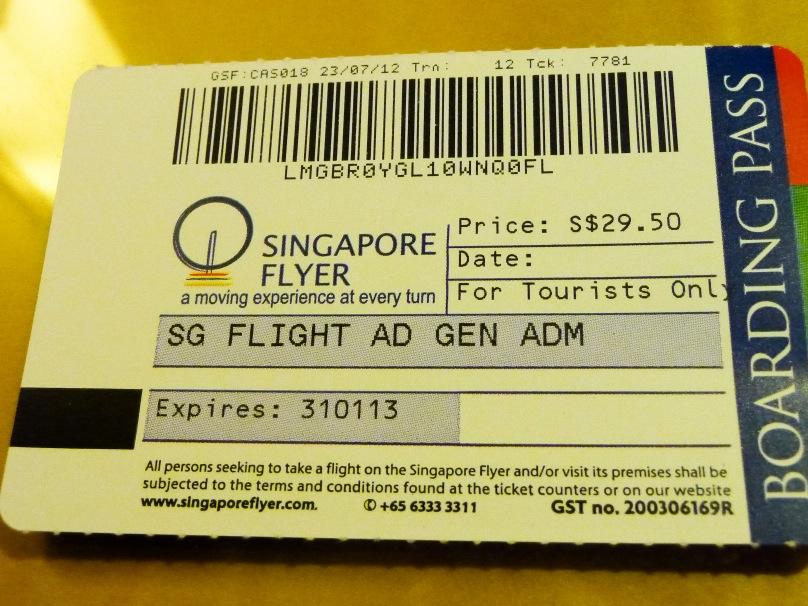 GSF:CAS018 23/07/12 Trn: 12 Tck: 7781
LMGBR0YGL10WNQ0FL
SINGAPORE
FLYER
a moving experience at every turn
Price: S$29.50
Date:
For Tourists Only
SG FLIGHT AD GEN ADM
Expires: 310113
All persons seeking to take a flight on the Singapore Flyer and/or visit its premises shall be
subjected to the terms and conditions found at the ticket counters or on our website
www.singaporeflyer.com. ✆ +65 6333 3311 GST no. 200306169R
BOARDING PASS